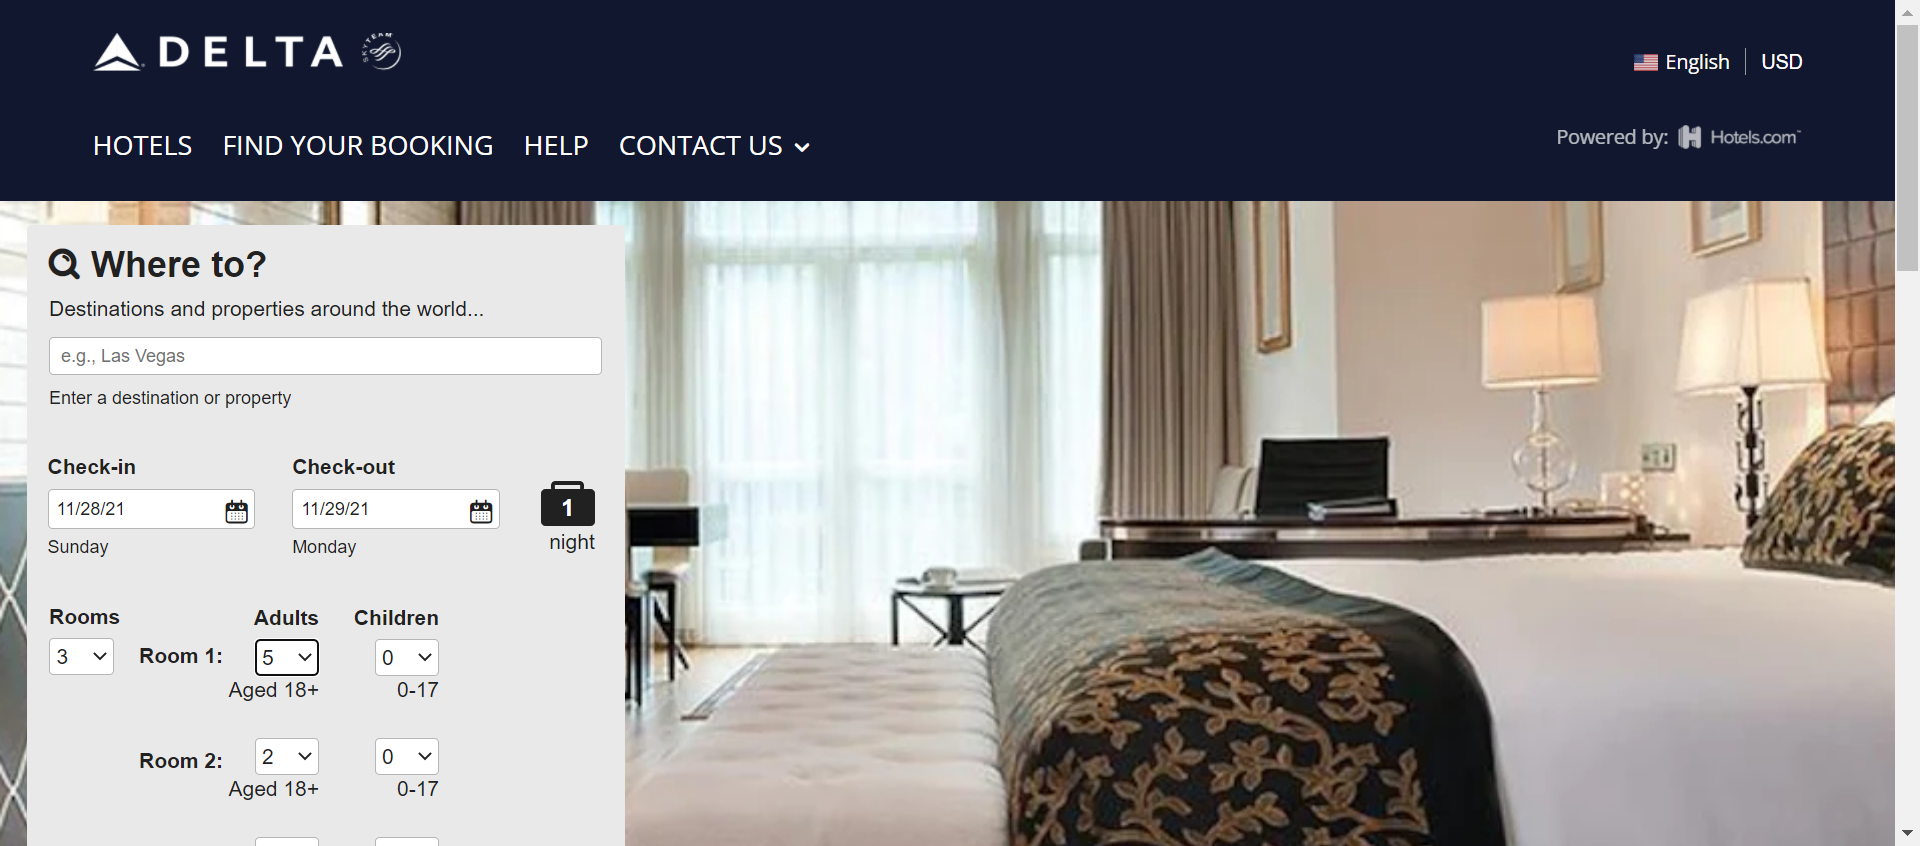 DELTA
SKYTEAM
English
USD
HOTELS
FIND YOUR BOOKING
HELP
CONTACT US
Powered by: Hotels.com
Where to?
Destinations and properties around the world...
e.g., Las Vegas
Enter a destination or property
Check-in
Check-out
11/28/21
11/29/21
1
night
Sunday
Monday
Rooms
Adults
Children
3
Room 1:
5
0
Aged 18+
0-17
Room 2:
2
0
Aged 18+
0-17